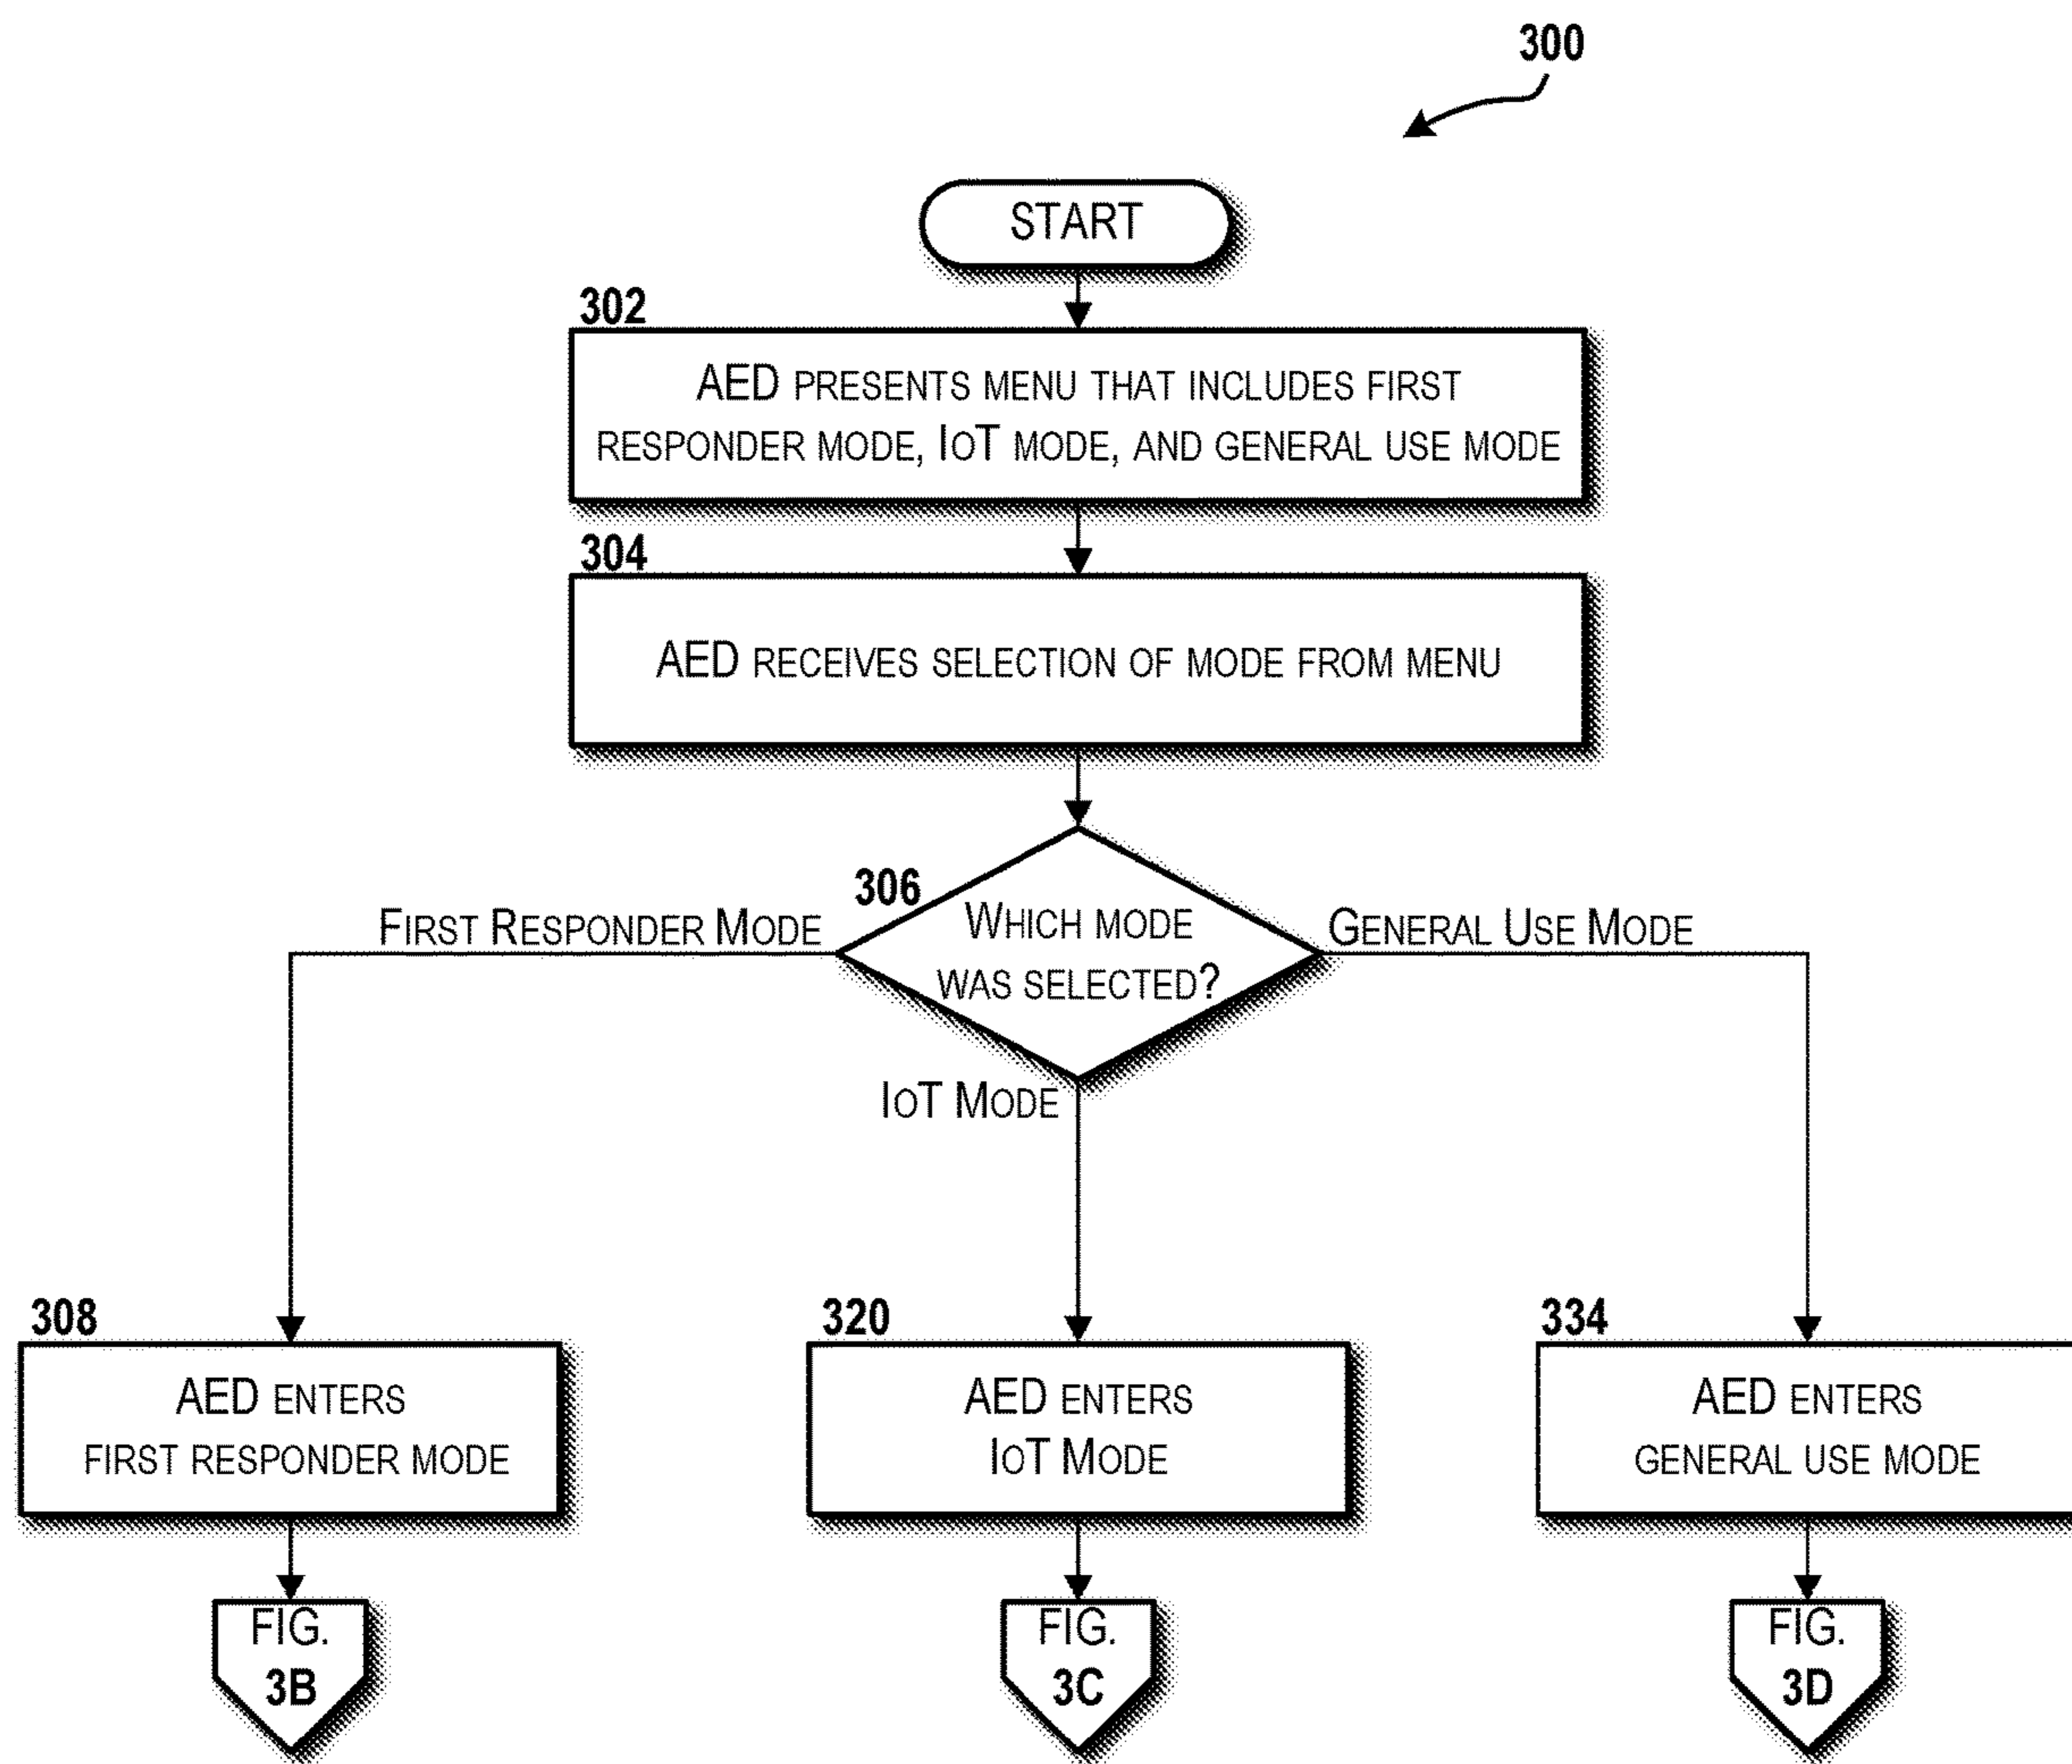 300
START
302
AED PRESENTS MENU THAT INCLUDES FIRST
RESPONDER MODE, IOT MODE, AND GENERAL USE MODE
304
AED RECEIVES SELECTION OF MODE FROM MENU
306
WHICH MODE
WAS SELECTED?
FIRST RESPONDER MODE
GENERAL USE MODE
IOT MODE
308
AED ENTERS
FIRST RESPONDER MODE
320
AED ENTERS
IOT MODE
334
AED ENTERS
GENERAL USE MODE
FIG.
3B
FIG.
3C
FIG.
3D